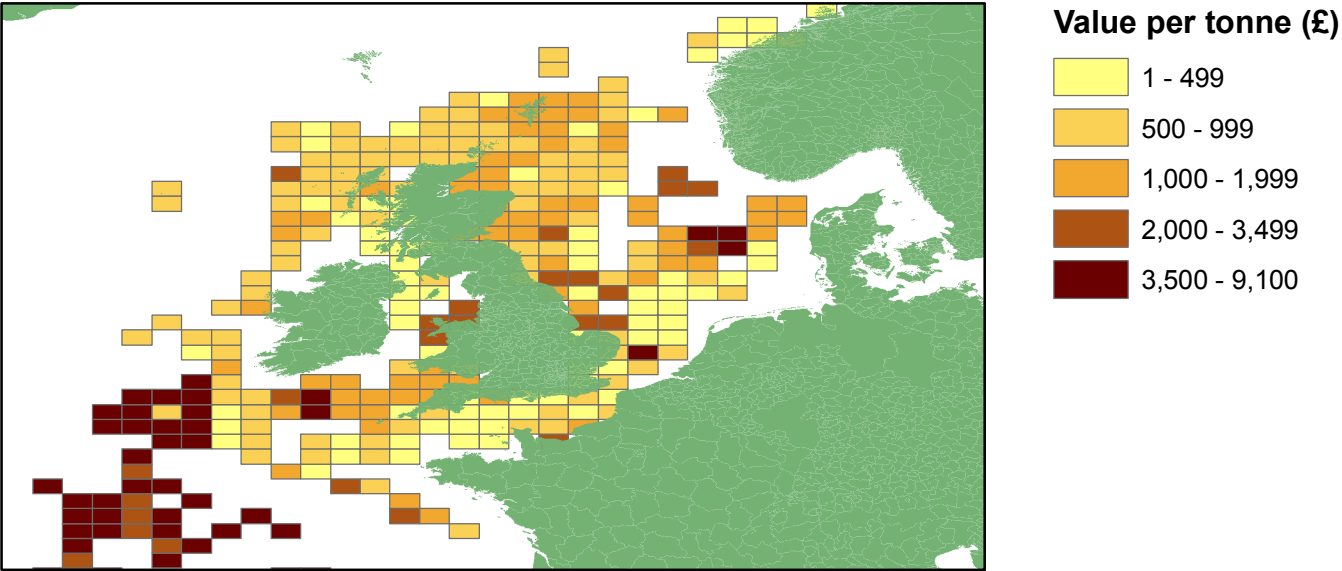 Value per tonne (£)
1 - 499
500 - 999
1,000 - 1,999
2,000 - 3,499
3,500 - 9,100